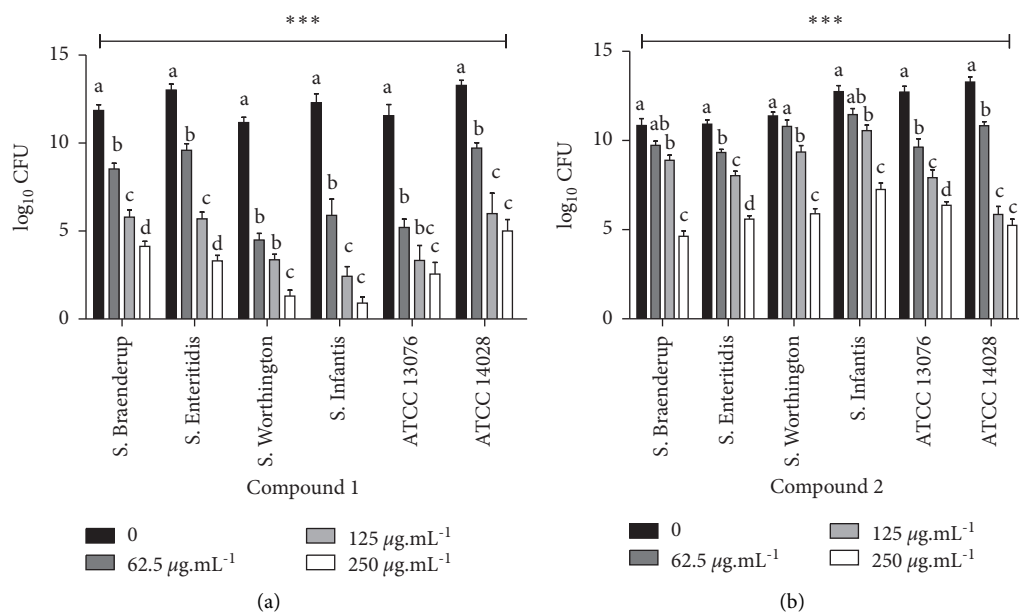 ***
15
10
5
0
log10 CFU
a b c d
a b c d
a b b c
a b c c
a b bc c
a b c c
S. Braenderup
S. Enteritidis
S. Worthington
S. Infantis
ATCC 13076
ATCC 14028
Compound 1
0
62.5 μg.mL-1
125 μg.mL-1
250 μg.mL-1
(a)
***
15
10
5
0
log10 CFU
a ab b c
a b c d
a a b c
a ab b c
a b c d
a b c c
S. Braenderup
S. Enteritidis
S. Worthington
S. Infantis
ATCC 13076
ATCC 14028
Compound 2
0
62.5 μg.mL-1
125 μg.mL-1
250 μg.mL-1
(b)